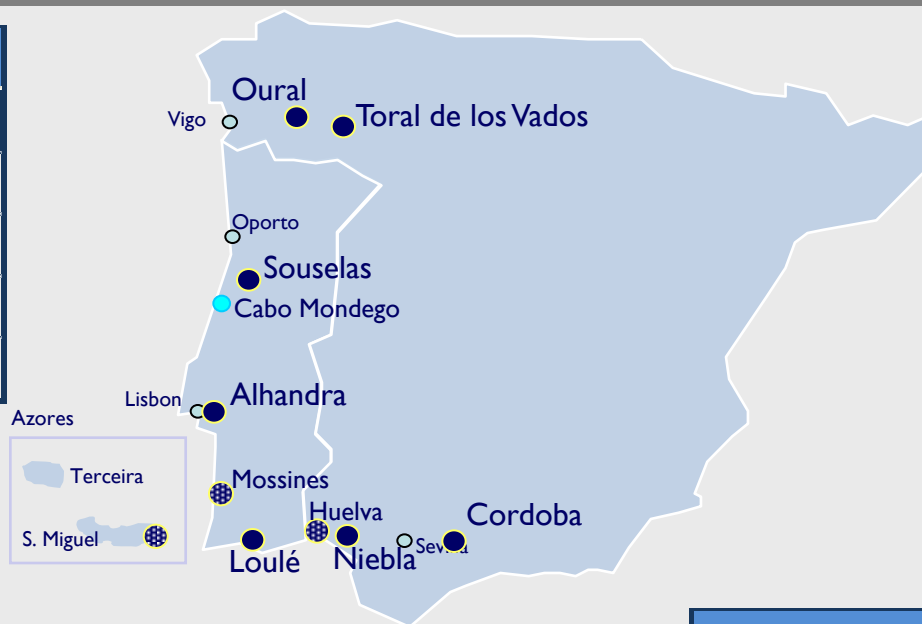 Oural
Vigo
Toral de los Vados
Oporto
Souselas
Cabo Mondego
Lisbon
Alhandra
Azores
Terceira
Mossines
Huelva
Cordoba
S. Miguel
Loulé
Niebla